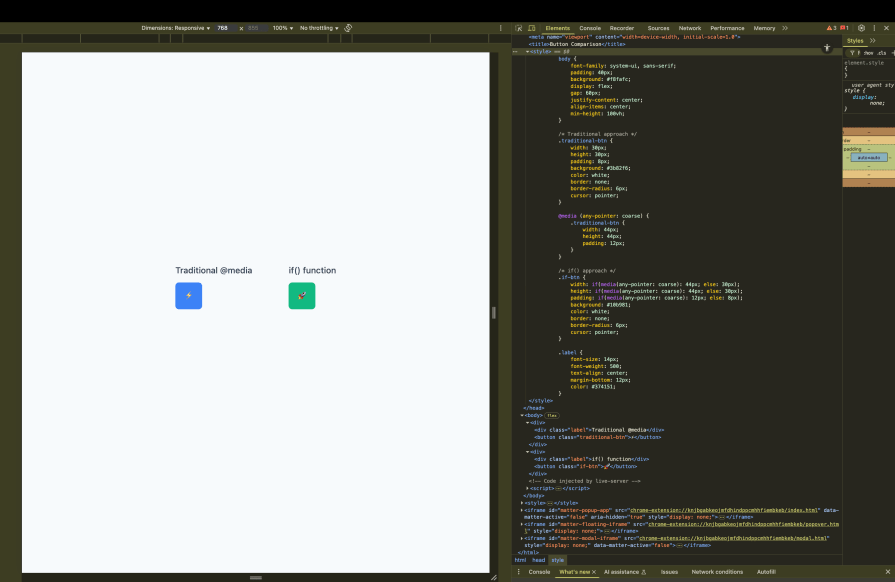 Dimensions: Responsive ▾ 768 x 100% ▾ No throttling ▾
Elements Console Recorder Sources Network Performance Memory >> 3 1
Traditional @media if() function
<meta name="viewport" content="width=device-width, initial-scale=1.0">
<title>Button Comparison</title>
▾<style> == $0
body {
font-family: system-ui, sans-serif;
padding: 40px;
background: #f8fafc;
display: flex;
gap: 60px;
justify-content: center;
align-items: center;
min-height: 100vh;
}
/* Traditional approach */
.traditional-btn {
width: 30px;
height: 30px;
padding: 8px;
background: #3b82f6;
color: white;
border: none;
border-radius: 6px;
cursor: pointer;
}
@media (any-pointer: coarse) {
.traditional-btn {
width: 44px;
height: 44px;
padding: 12px;
}
}
/* if() approach */
.if-btn {
width: if(media(any-pointer: coarse): 44px; else: 30px);
height: if(media(any-pointer: coarse): 44px; else: 30px);
padding: if(media(any-pointer: coarse): 12px; else: 8px);
background: #10b981;
color: white;
border: none;
border-radius: 6px;
cursor: pointer;
}
.label {
font-size: 14px;
font-weight: 500;
text-align: center;
margin-bottom: 12px;
color: #374151;
}
</style>
</head>
▾<body> flex
▾<div>
<div class="label">Traditional @media</div>
<button class="traditional-btn">⚡</button>
</div>
▾<div>
<div class="label">if() function</div>
<button class="if-btn">🚀</button>
</div>
<!-- Code injected by live-server -->
▸<script>⋯</script>
</body>
▸<style>⋯</style>
▸<iframe id="matter-popup-app" src="chrome-extension://
index.html" data-
matter-active="false" aria-hidden="true" style="display: none;">⋯</iframe>
▸<iframe id="matter-floating-iframe" src="chrome-extension://
popover.htm
l" style="display: none;">⋯</iframe>
▸<iframe id="matter-modal-iframe" src="chrome-extension://
modal.html"
style="display: none;" data-matter-active="false">⋯</iframe>
</html>
html head style
Console What's new × AI assistance Issues Network conditions Autofill
Styles >>
.cls +
element.style
{
}
user agent sty
style {
display:
none;
}
padding –
auto×auto